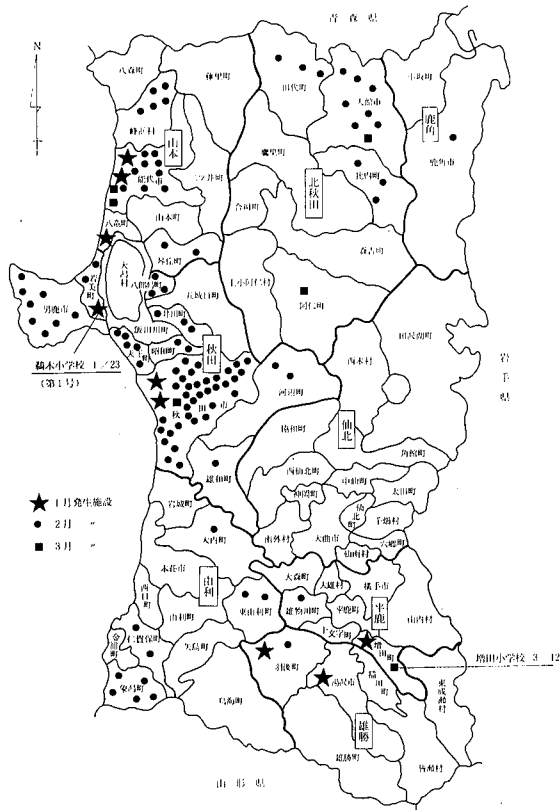 青森県
N
八森町
藤里町
田代町
小坂町
大館市
鹿角
峰浜村
山本
鷹巣町
鹿角市
能代市
二ツ井町
比内町
北秋田
合川町
八竜町
山本町
森吉町
琴丘町
上小阿仁村
大潟村
若美町
八郎潟町
五城目町
阿仁町
男鹿市
井川町
田沢湖町
飯田川町
昭和町
天王町
秋田
西木村
岩手県
鵜木小学校 1/23
(第1号)
河辺町
秋田市
協和町
仙北
角館町
西仙北町
中仙町
雄和町
太田町
★ 1月発生施設
● 2月 〃
■ 3月 〃
神岡町
仙北町
千畑村
岩城町
六郷町
南外村
大曲市
仙南村
大内町
本荘市
大森町
大雄村
横手市
由利
西目町
東由利町
雄物川町
平鹿町
平鹿
山内村
由利町
十文字町
仁賀保町
金浦町
矢島町
増田町
増田小学校 3 12
羽後町
湯沢市
稲川町
東成瀬村
象潟町
鳥海町
雄勝
雄勝町
皆瀬村
山形県